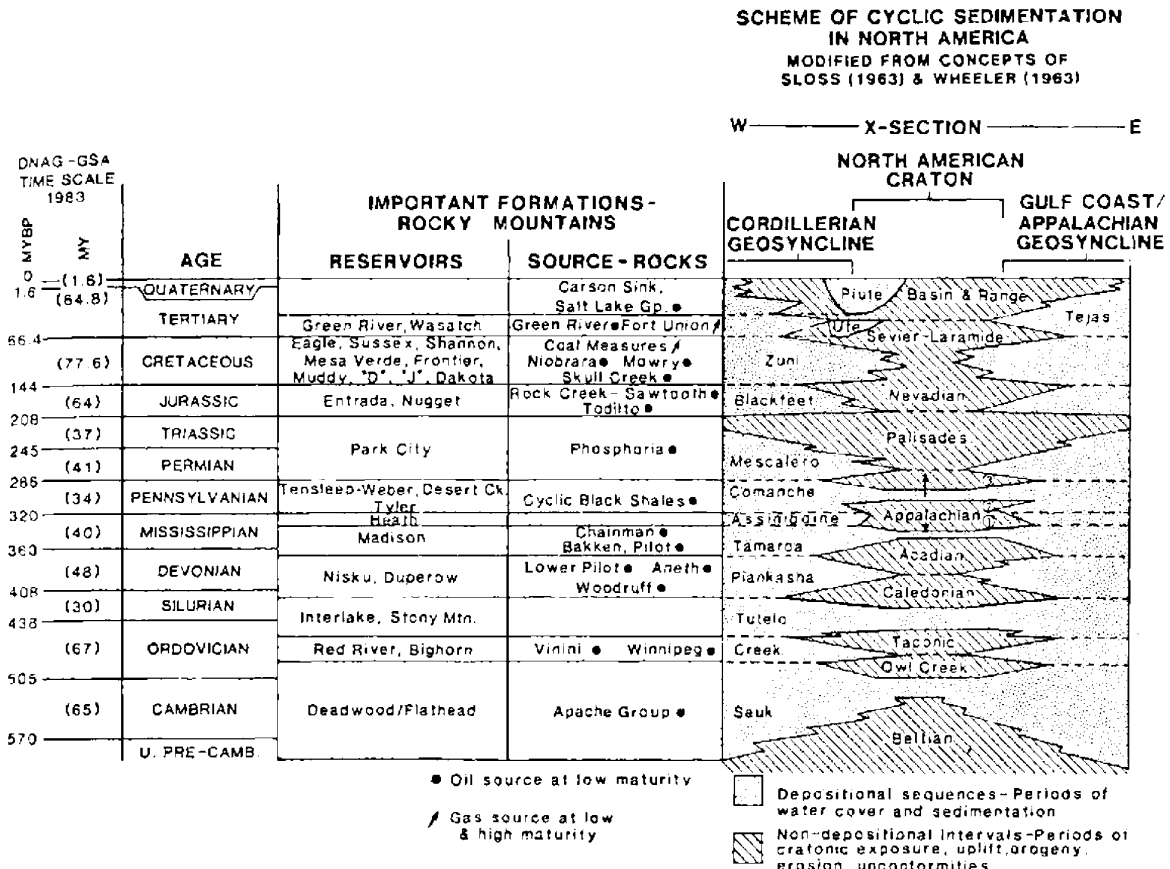 SCHEME OF CYCLIC SEDIMENTATION
IN NORTH AMERICA
MODIFIED FROM CONCEPTS OF
SLOSS (1963) & WHEELER (1963)
W X-SECTION E
DNAG-GSA
TIME SCALE
1983
MYBP
MY
AGE
IMPORTANT FORMATIONS-
ROCKY MOUNTAINS
RESERVOIRS
SOURCE-ROCKS
NORTH AMERICAN
CRATON
CORDILLERIAN
GEOSYNCLINE
GULF COAST/
APPALACHIAN
GEOSYNCLINE
0
(1.6)
1.6
QUATERNARY
(64.8)
TERTIARY
Carson Sink,
Salt Lake Gp.
Green River, Wasatch
Green River Fort Union
66.4
(77.6)
CRETACEOUS
Eagle, Sussex, Shannon,
Mesa Verde, Frontier,
Muddy, "D", "J", Dakota
Coal Measures
Niobrara Mowry
Skull Creek
144
(64)
JURASSIC
Entrada, Nugget
Rock Creek-Sawtooth
Todilto
208
(37)
TRIASSIC
245
(41)
PERMIAN
Park City
Phosphoria
286
(34)
PENNSYLVANIAN
Tensleep-Weber, Desert Ck.
Tyler
Cyclic Black Shales
320
(40)
MISSISSIPPIAN
Heath
Madison
Chainman
Bakken, Pilot
360
(48)
DEVONIAN
Nisku, Duperow
Lower Pilot Aneth
Woodruff
408
(30)
SILURIAN
438
Interlake, Stony Mtn.
(67)
ORDOVICIAN
Red River, Bighorn
Vinini Winnipeg
505
(65)
CAMBRIAN
Deadwood/Flathead
Apache Group
570
U. PRE-CAMB.
Piute
Basin & Range
Tejas
Ute
Sevier-Laramide
Zuni
Blackfeet
Nevadian
Palisades
Mescalero
Comanche
3
2
Assiniboine
Appalachian
1
Tamaroa
Acadian
Piankasha
Caledonian
Tutelo
Taconic
Creek
Owl Creek
Sauk
Beltian
Oil source at low maturity
Gas source at low
& high maturity
Depositional sequences-Periods of
water cover and sedimentation
Non-depositional Intervals-Periods of
cratonic exposure, uplift, orogeny,
erosion, unconformities